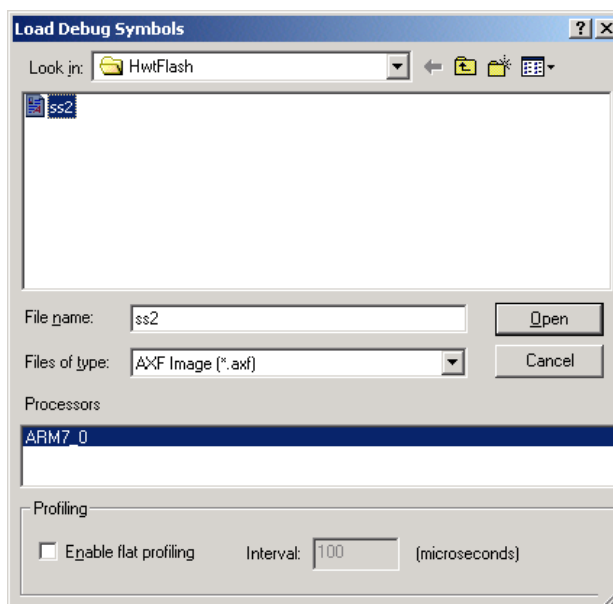 Load Debug Symbols
Look in: HwtFlash
ss2
File name: ss2 Open
Files of type: AXF Image (*.axf) Cancel
Processors
ARM7_0
Profiling
Enable flat profiling Interval: 100 (microseconds)